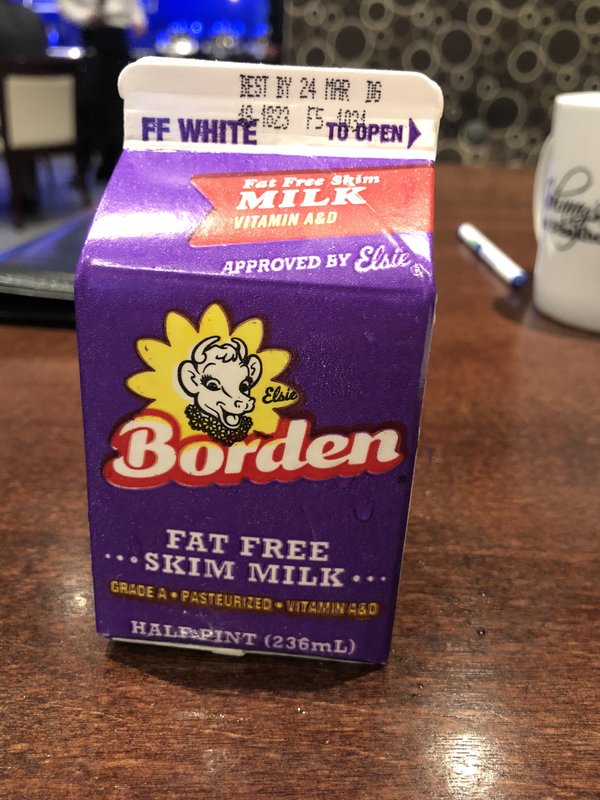 BEST BY 24 MAR D6
FF WHITE
TO OPEN
Fat Free Skim
MILK
VITAMIN A&D
APPROVED BY Elsie
Elsie
Borden
FAT FREE
SKIM MILK
GRADE A • PASTEURIZED • VITAMIN A&D
HALF PINT (236mL)